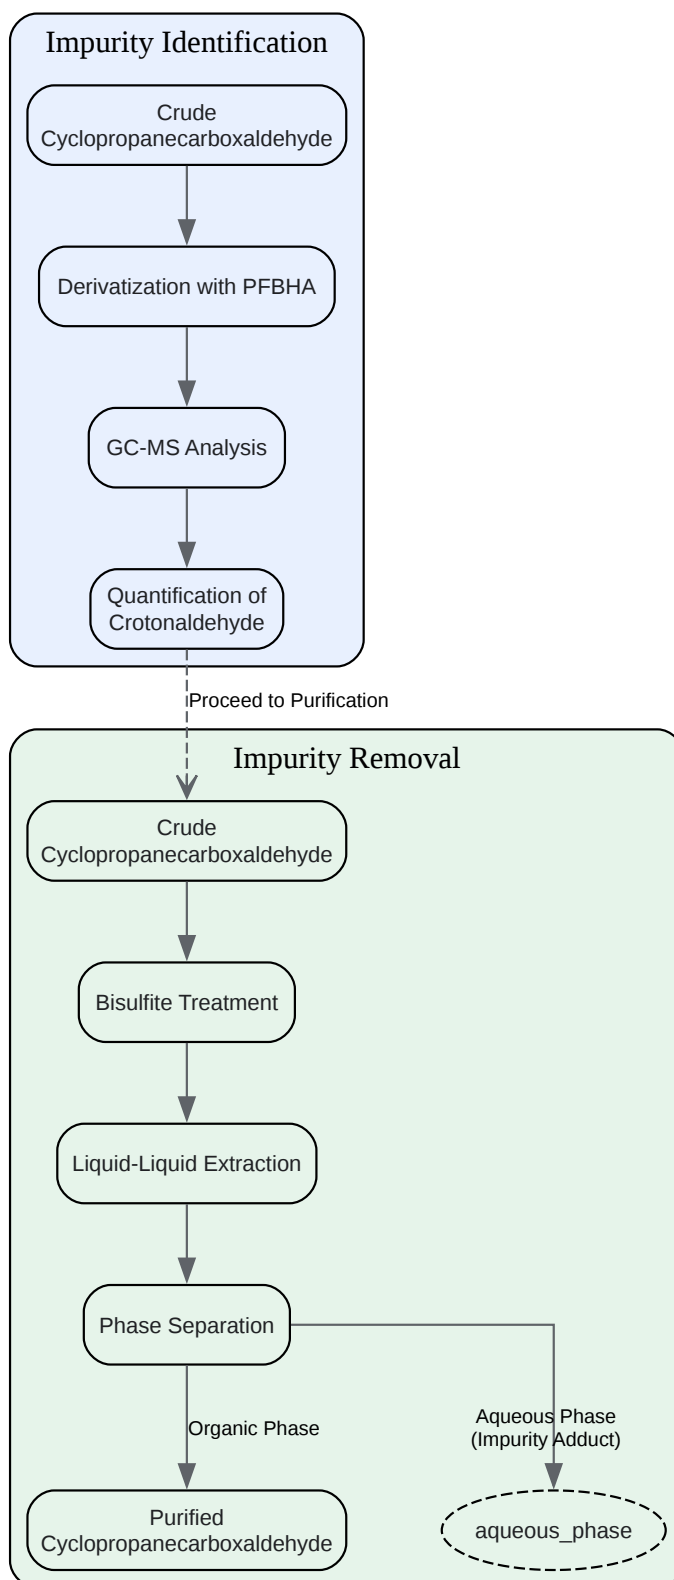 Impurity Identification
Crude
Cyclopropanecarboxaldehyde
Derivatization with PFBHA
GC-MS Analysis
Quantification of
Crotonaldehyde
Proceed to Purification
Impurity Removal
Crude
Cyclopropanecarboxaldehyde
Bisulfite Treatment
Liquid-Liquid Extraction
Phase Separation
Organic Phase
Aqueous Phase
(Impurity Adduct)
Purified
Cyclopropanecarboxaldehyde
aqueous_phase